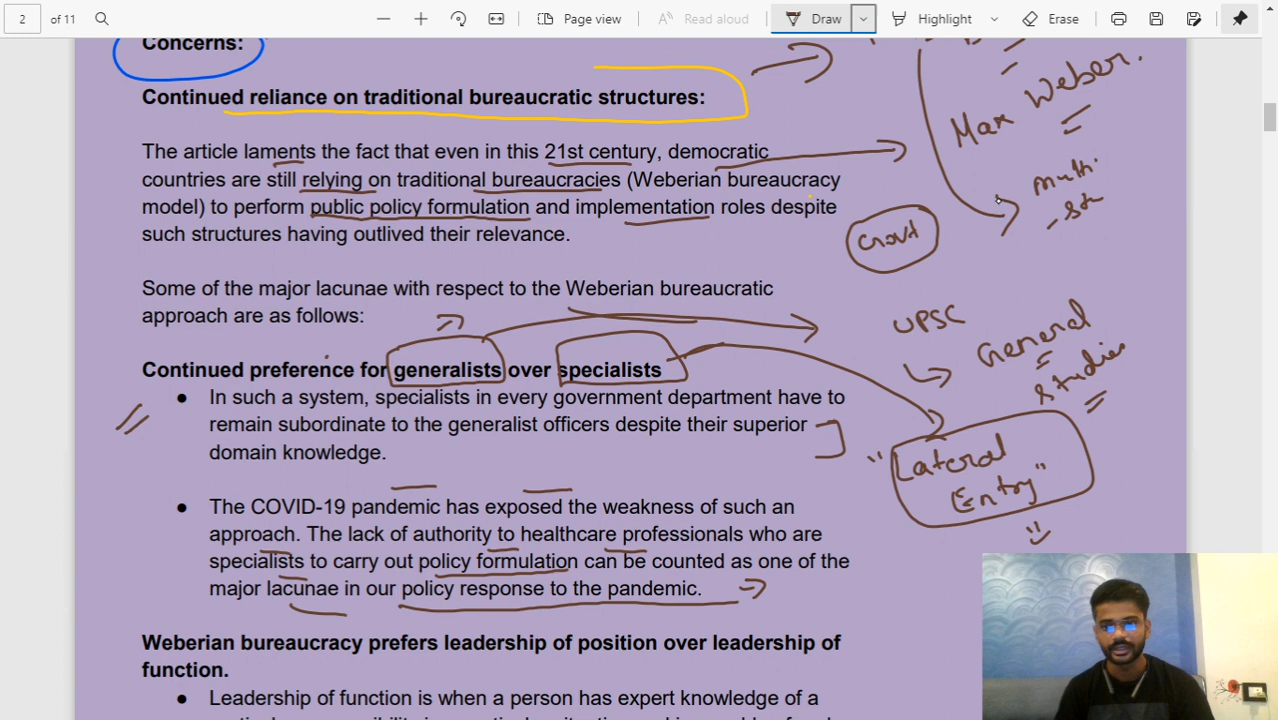 2 of 11 Page view Read aloud Draw Highlight Erase
Concerns:
Continued reliance on traditional bureaucratic structures:
The article laments the fact that even in this 21st century, democratic
countries are still relying on traditional bureaucracies (Weberian bureaucracy
model) to perform public policy formulation and implementation roles despite
such structures having outlived their relevance.
Some of the major lacunae with respect to the Weberian bureaucratic
approach are as follows:
Continued preference for generalists over specialists
● In such a system, specialists in every government department have to
remain subordinate to the generalist officers despite their superior
domain knowledge.
● The COVID-19 pandemic has exposed the weakness of such an
approach. The lack of authority to healthcare professionals who are
specialists to carry out policy formulation can be counted as one of the
major lacunae in our policy response to the pandemic.
Weberian bureaucracy prefers leadership of position over leadership of
function.
● Leadership of function is when a person has expert knowledge of a
Max Weber.
Multi
- St
Govt
UPSC
General
Studies
"Lateral
Entry"